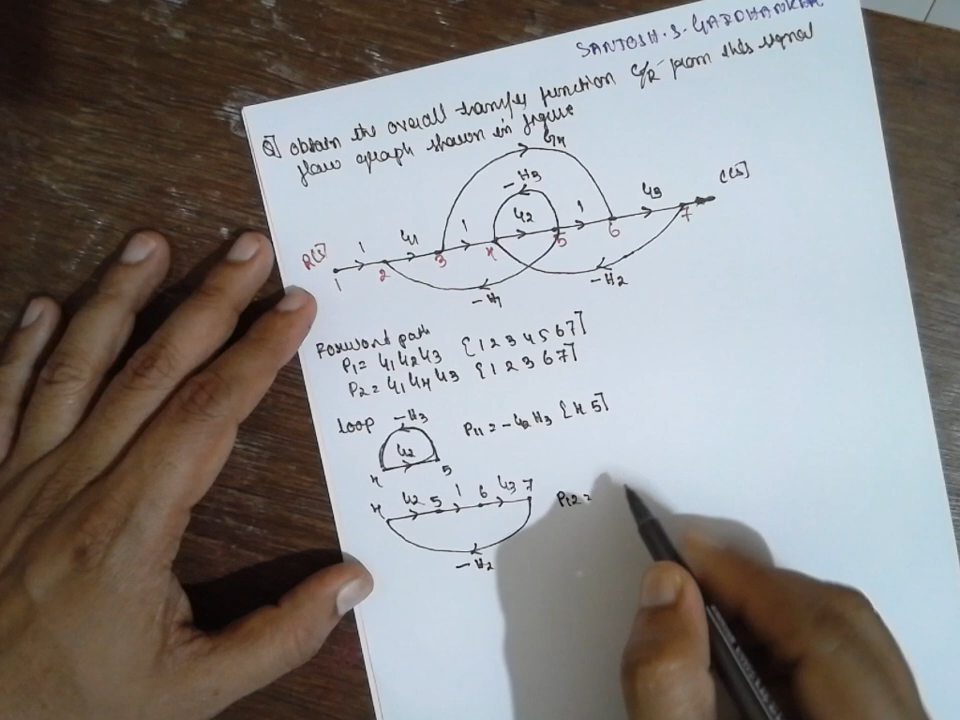 SANTOSH.S.GAIDHANKAR
Q] obtain the overall transfer function C/R from this signal
flow graph shown in figure
G4
-H3
R[s] 1 G1 1 G2 1 G3 C[s]
1 2 3 4 5 6 7
-H1 -H2
Forward path
P1 = G1G2G3 {1 2 3 4 5 6 7]
P2 = G1G4G3 {1 2 3 6 7]
loop -H3
G2 P11 = -G2H3 [4 5]
4 5
4 G2 5 1 6 G3 7 P12 =
-H2